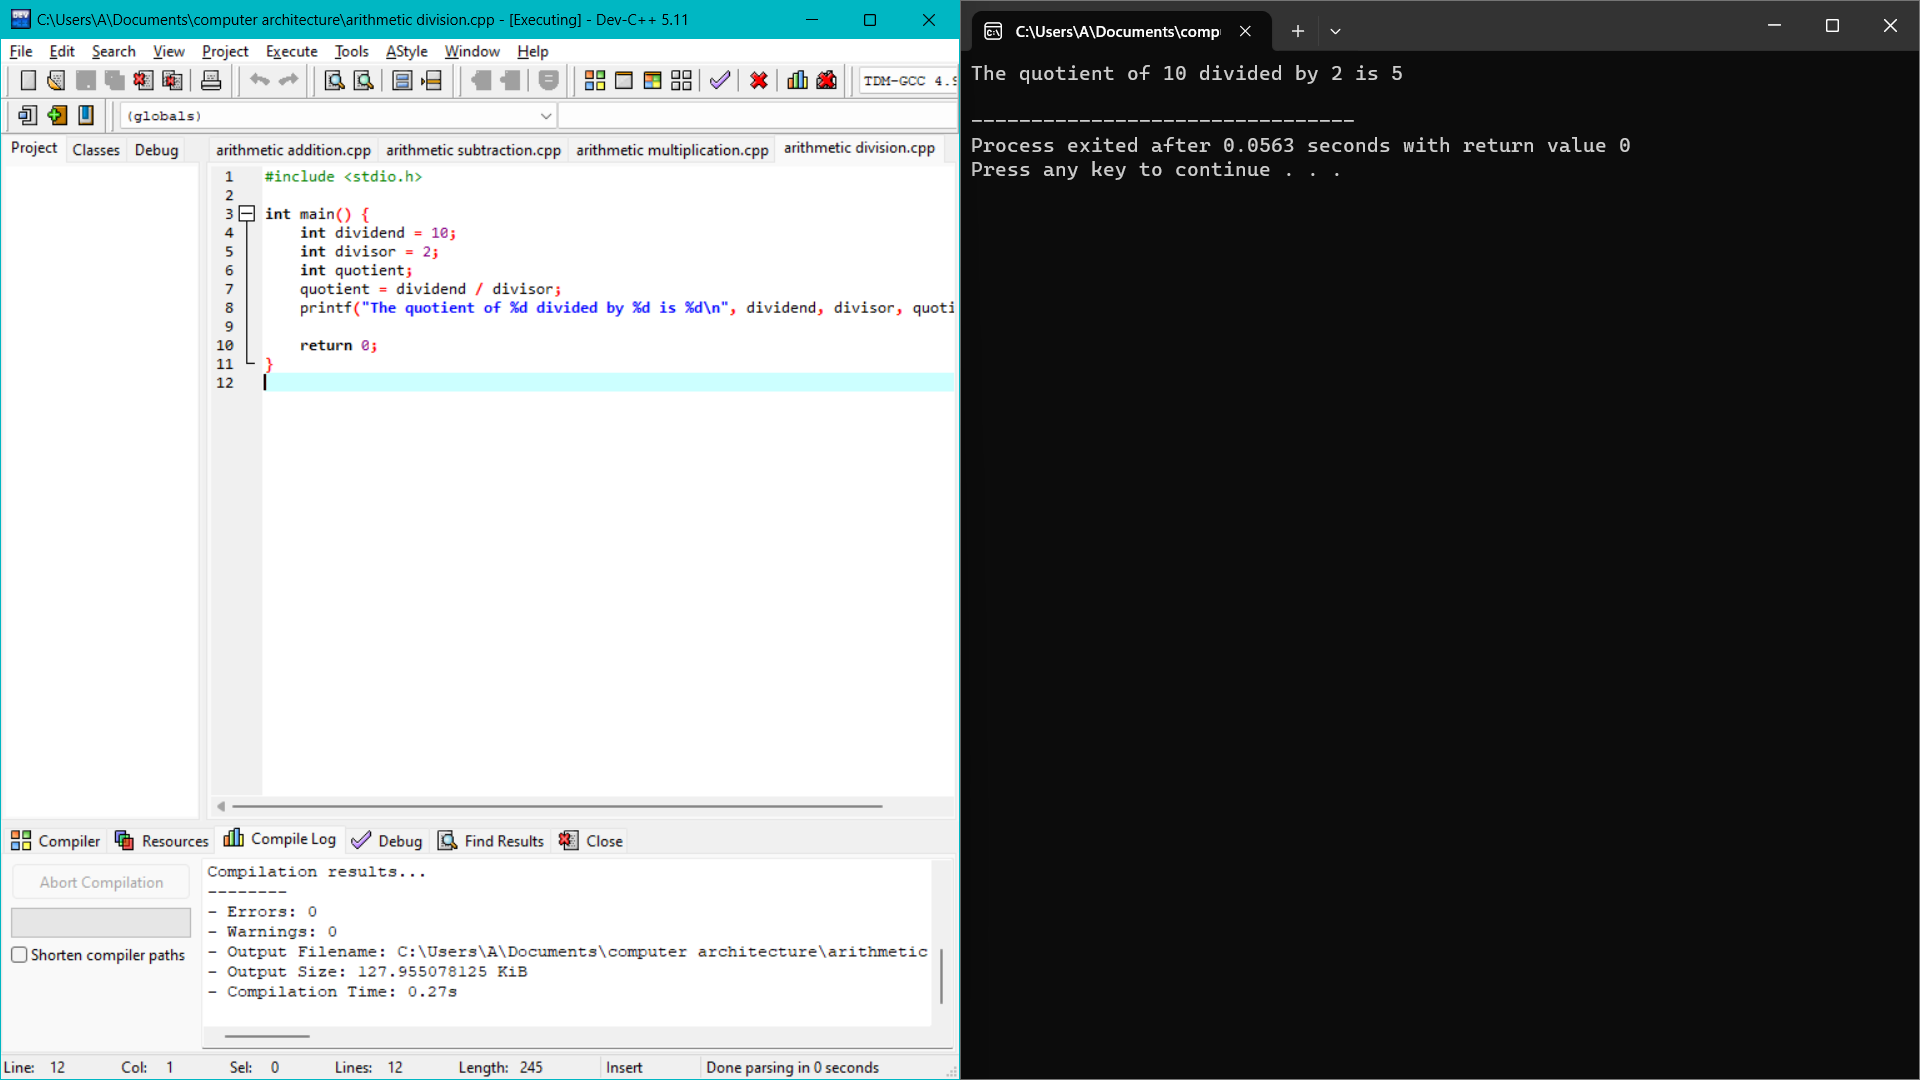 C:\Users\A\Documents\computer architecture\arithmetic division.cpp - [Executing] - Dev-C++ 5.11
File Edit Search View Project Execute Tools AStyle Window Help
TDM-GCC 4.9
(globals)
Project Classes Debug
arithmetic addition.cpp arithmetic subtraction.cpp arithmetic multiplication.cpp arithmetic division.cpp
1 #include <stdio.h>
2
3 int main() {
4 int dividend = 10;
5 int divisor = 2;
6 int quotient;
7 quotient = dividend / divisor;
8 printf("The quotient of %d divided by %d is %d\n", dividend, divisor, quoti
9
10 return 0;
11 }
12
Compiler Resources Compile Log Debug Find Results Close
Abort Compilation
Shorten compiler paths
Compilation results...
--------
- Errors: 0
- Warnings: 0
- Output Filename: C:\Users\A\Documents\computer architecture\arithmetic
- Output Size: 127.955078125 KiB
- Compilation Time: 0.27s
Line: 12 Col: 1 Sel: 0 Lines: 12 Length: 245 Insert Done parsing in 0 seconds
C:\Users\A\Documents\comp
The quotient of 10 divided by 2 is 5
--------------------------------
Process exited after 0.0563 seconds with return value 0
Press any key to continue . . .